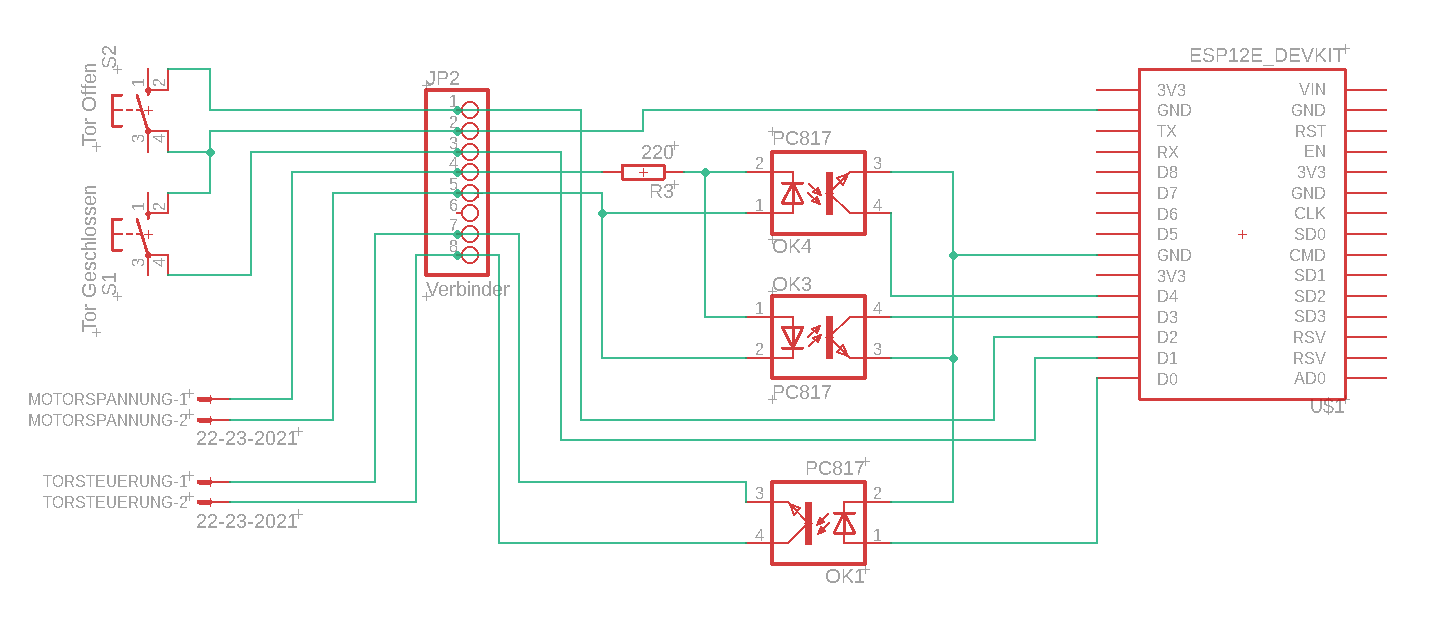 S2
Tor Offen
1
2
3
4
Tor Geschlossen
S1
1
2
3
4
JP2
1
2
3
4
5
6
7
8
Verbinder
MOTORSPANNUNG-1
MOTORSPANNUNG-2
22-23-2021
TORSTEUERUNG-1
TORSTEUERUNG-2
22-23-2021
220
R3
PC817
2
3
1
4
OK4
OK3
1
4
2
3
PC817
PC817
3
2
4
1
OK1
ESP12E_DEVKIT
3V3 VIN
GND GND
TX RST
RX EN
D8 3V3
D7 GND
D6 CLK
D5 SD0
GND CMD
3V3 SD1
D4 SD2
D3 SD3
D2 RSV
D1 RSV
D0 AD0
U$1